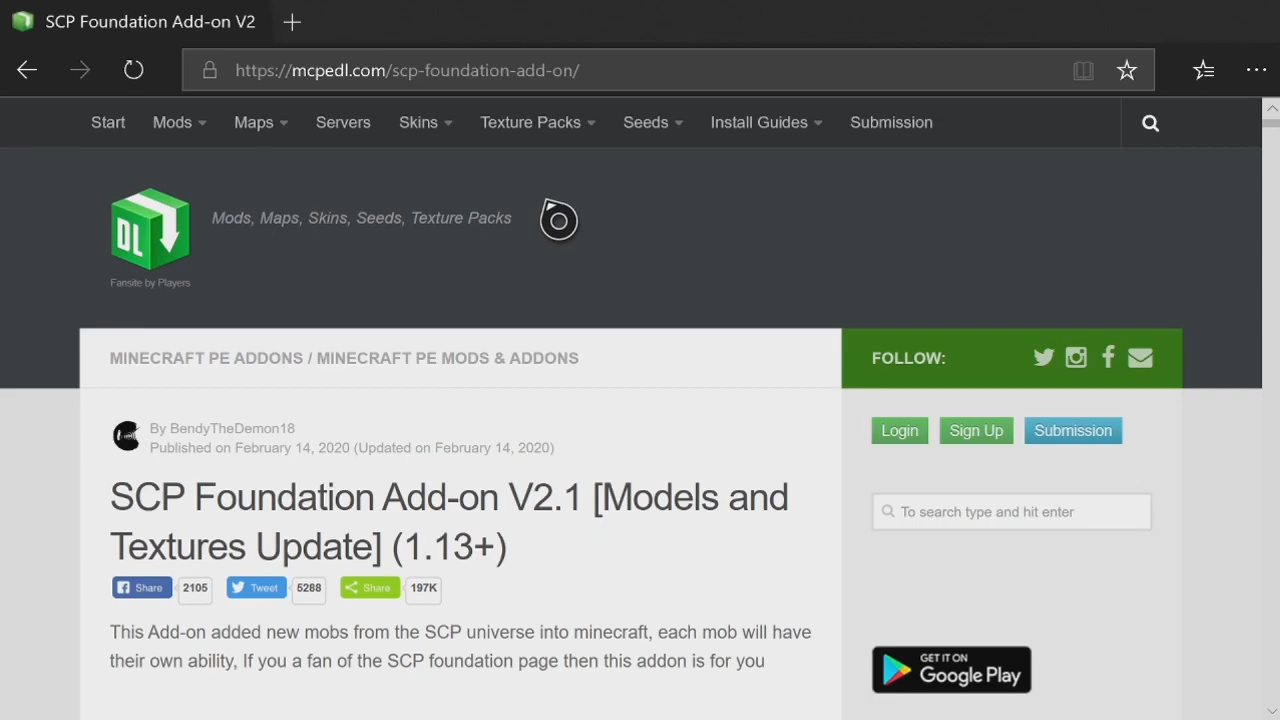 SCP Foundation Add-on V2
https://mcpedl.com/scp-foundation-add-on/
Start Mods Maps Servers Skins Texture Packs Seeds Install Guides Submission
DL
Mods, Maps, Skins, Seeds, Texture Packs
Fansite by Players
MINECRAFT PE ADDONS / MINECRAFT PE MODS & ADDONS
FOLLOW:
By BendyTheDemon18
Published on February 14, 2020 (Updated on February 14, 2020)
Login Sign Up Submission
SCP Foundation Add-on V2.1 [Models and
Textures Update] (1.13+)
To search type and hit enter
Share 2105 Tweet 5288 Share 197K
This Add-on added new mobs from the SCP universe into minecraft, each mob will have
their own ability, If you a fan of the SCP foundation page then this addon is for you
GET IT ON
Google Play